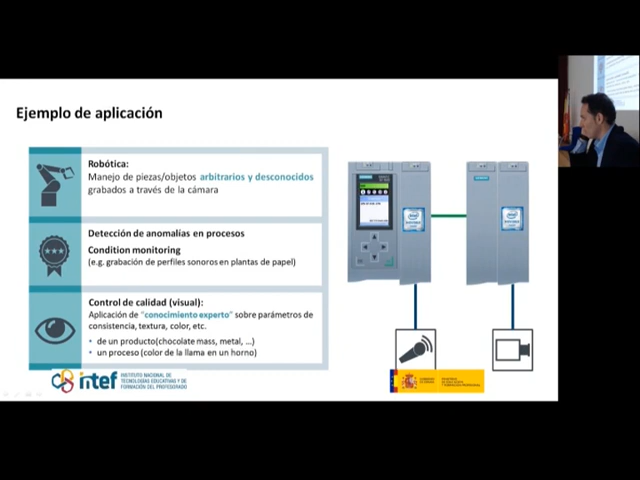 Ejemplo de aplicación
Robótica:
Manejo de piezas/objetos arbitrarios y desconocidos
grabados a través de la cámara
Detección de anomalías en procesos
Condition monitoring
(e.g. grabación de perfiles sonoros en plantas de papel)
Control de calidad (visual):
Aplicación de "conocimiento experto" sobre parámetros de
consistencia, textura, color, etc.
• de un producto(chocolate mass, metal, ...)
• un proceso (color de la llama en un horno)
SIEMENS
SIEMENS
intef
INSTITUTO NACIONAL DE
TECNOLOGÍAS EDUCATIVAS Y DE
FORMACIÓN DEL PROFESORADO